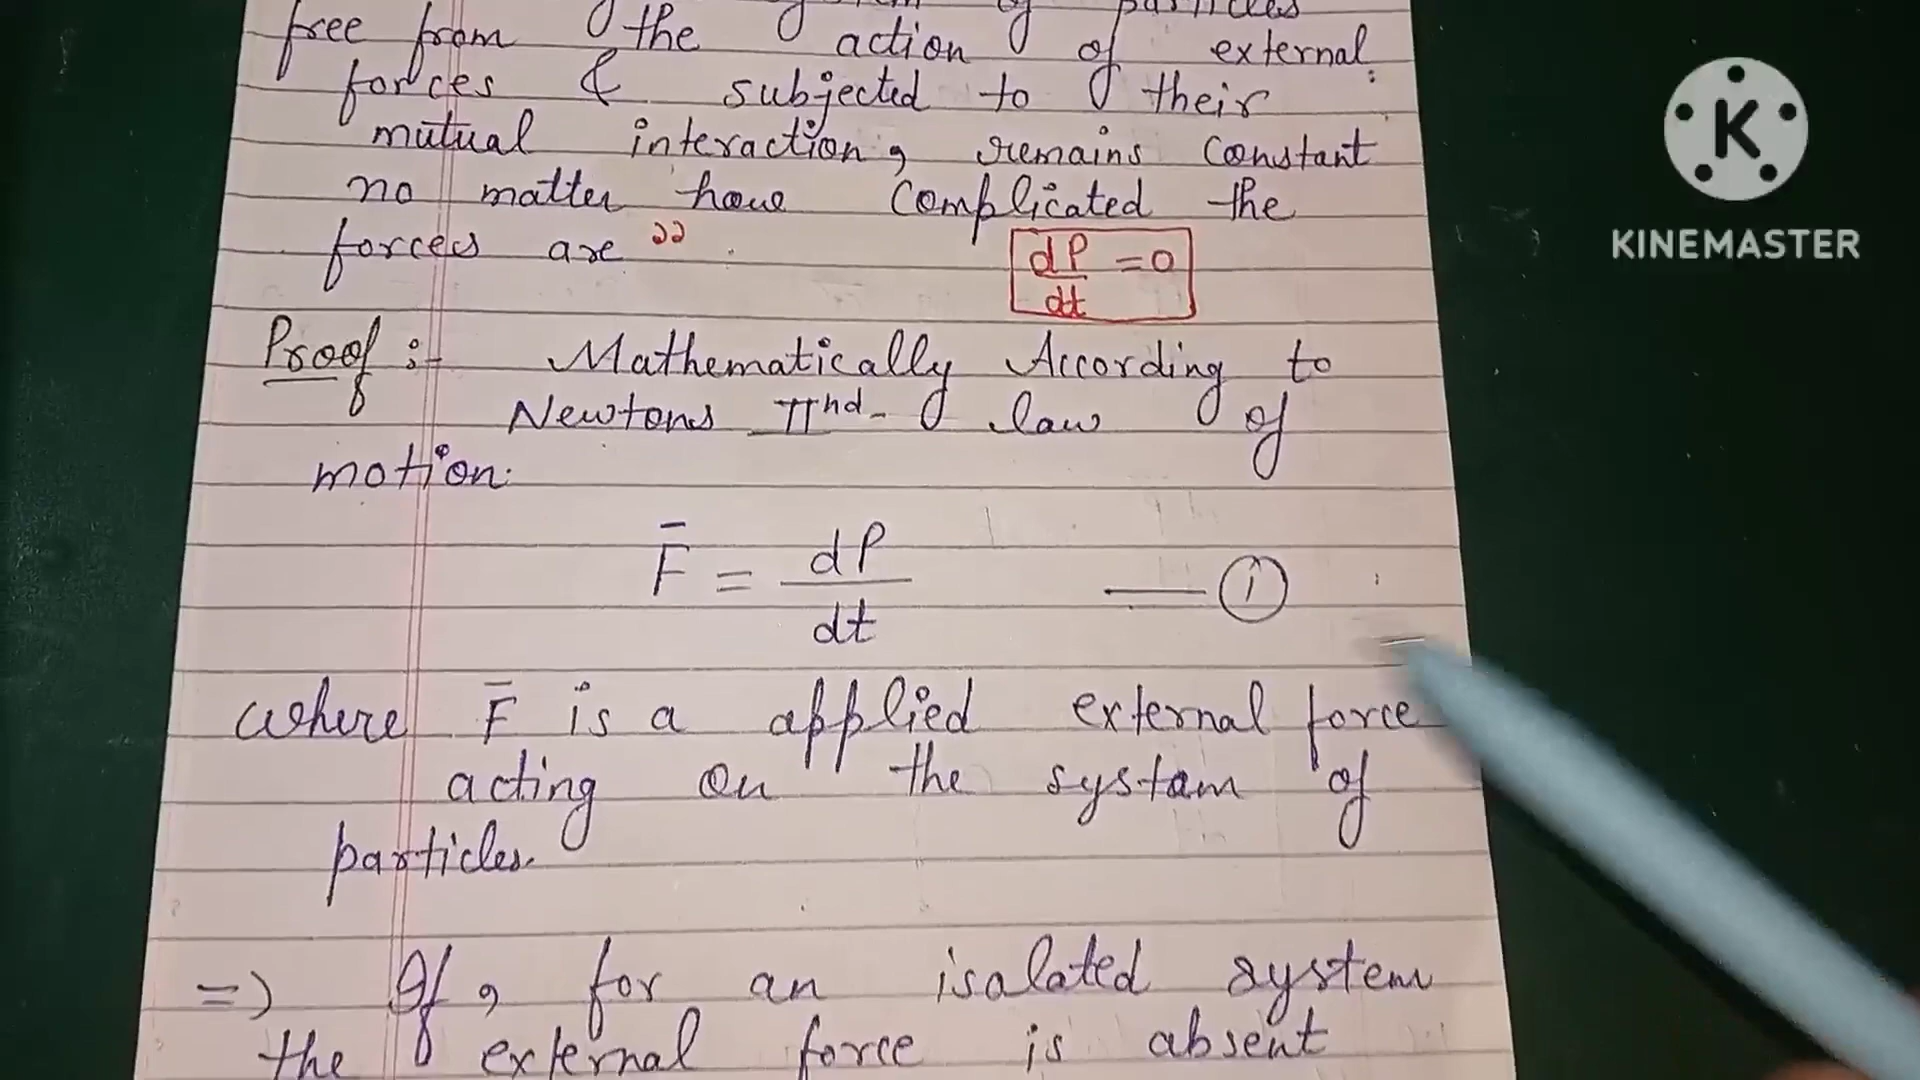 particles
free from the action of external
forces & subjected to their
mutual interaction, remains constant
no matter how complicated the
forces are ”
dP/dt = 0
Proof :- Mathematically According to
Newtons IInd law of
motion.
F̄ = dP/dt — ①
where F̄ is a applied external force
acting on the system of
particles.
=) If, for an isolated system
the external force is absent
K
KINEMASTER